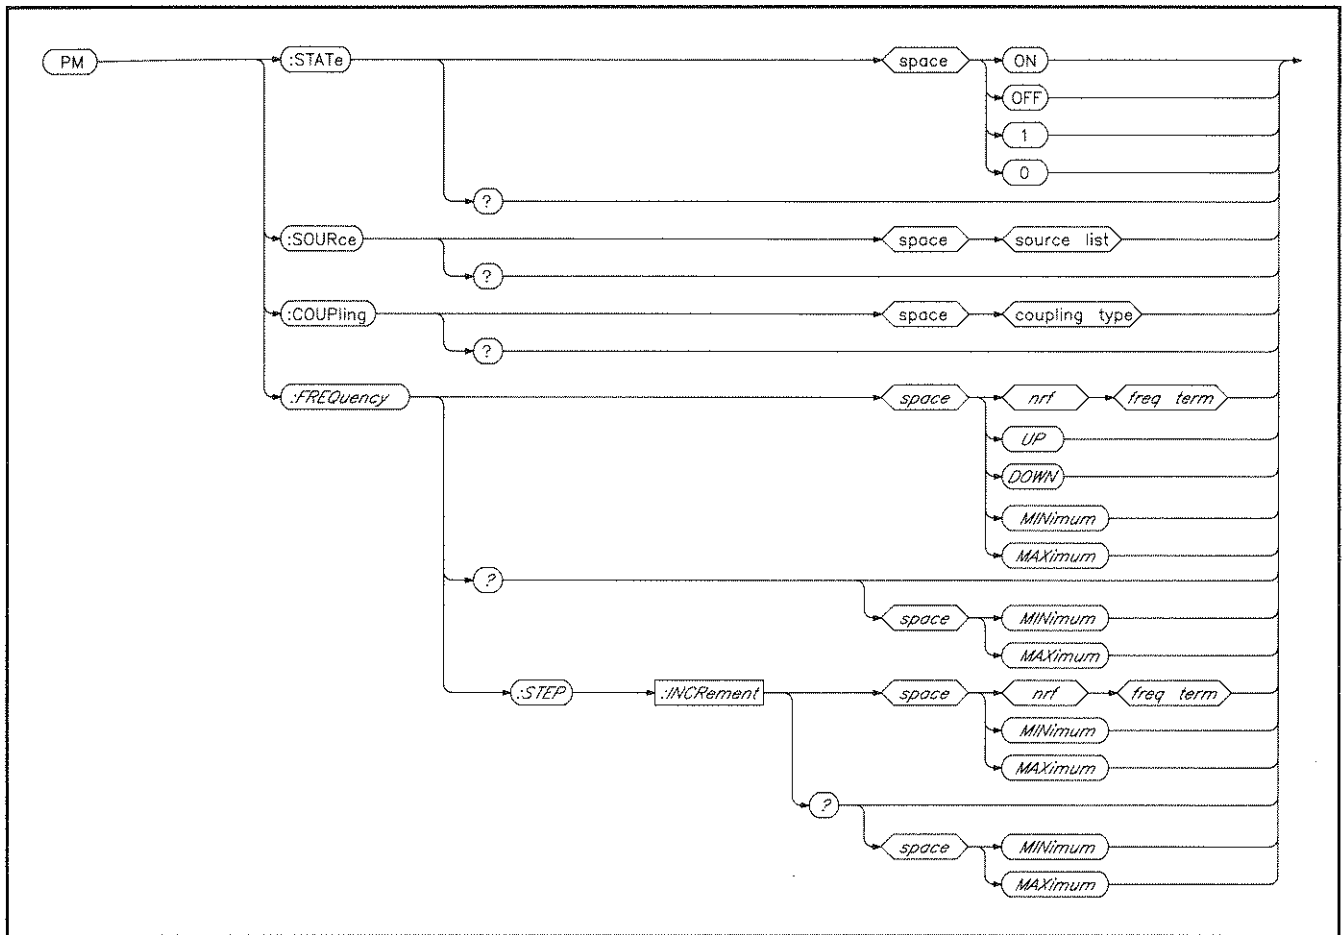 PM :STATe space ON
OFF
1
0
?
:SOURce space source list
?
:COUPling space coupling type
?
:FREQuency space nrf freq term
UP
DOWN
MINimum
MAXimum
?
space MINimum
MAXimum
:STEP :INCRement space nrf freq term
MINimum
MAXimum
?
space MINimum
MAXimum